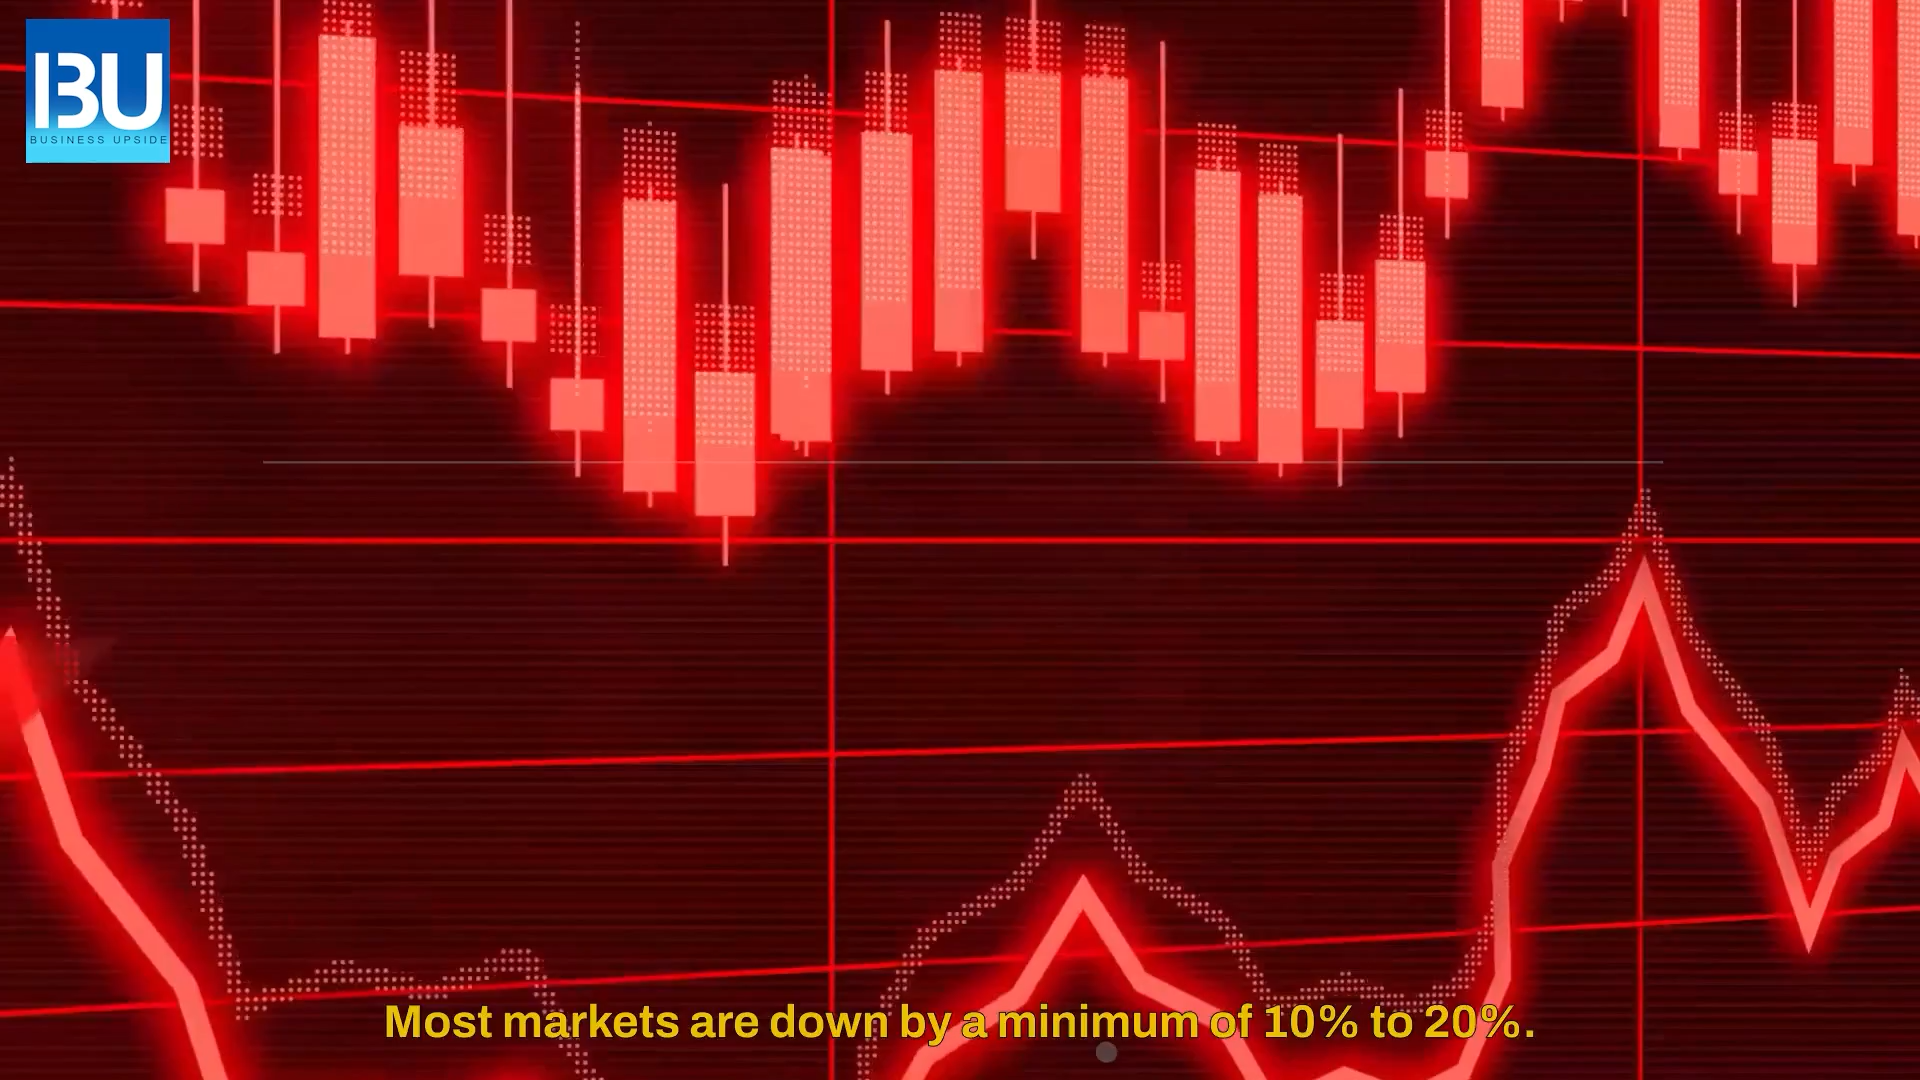 BU
BUSINESS UPSIDE
Most markets are down by a minimum of 10% to 20%.